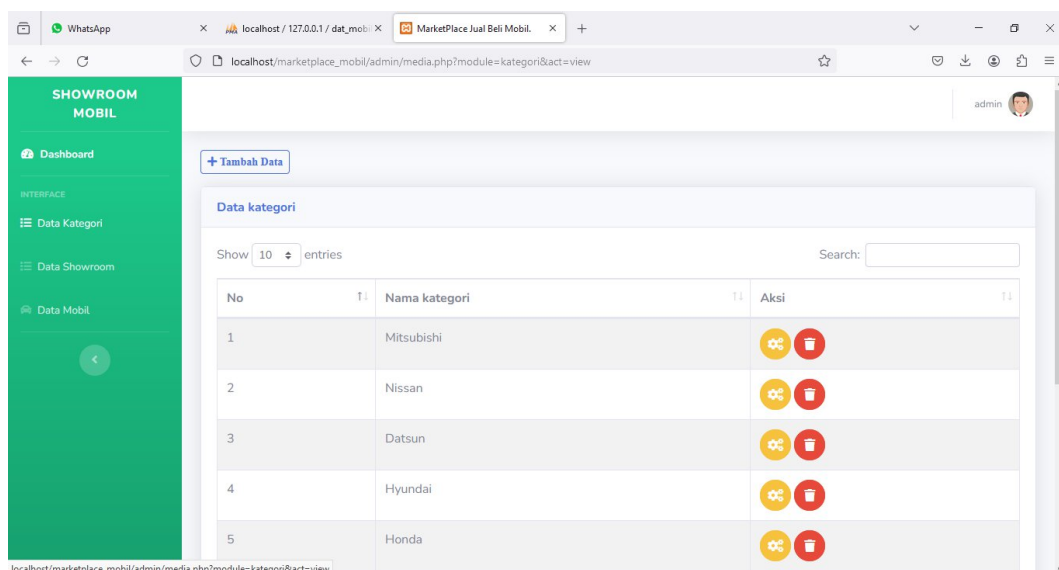 WhatsApp
localhost / 127.0.0.1 / dat_mobi
MarketPlace Jual Beli Mobil.
localhost/marketplace_mobil/admin/media.php?module=kategori&act=view
SHOWROOM
MOBIL
admin
Dashboard
+ Tambah Data
INTERFACE
Data kategori
Data Kategori
Show 10 entries
Search:
Data Showroom
No
Nama kategori
Aksi
Data Mobil
1 Mitsubishi
2 Nissan
3 Datsun
4 Hyundai
5 Honda
localhost/marketplace_mobil/admin/media.php?module=kategori&act=view